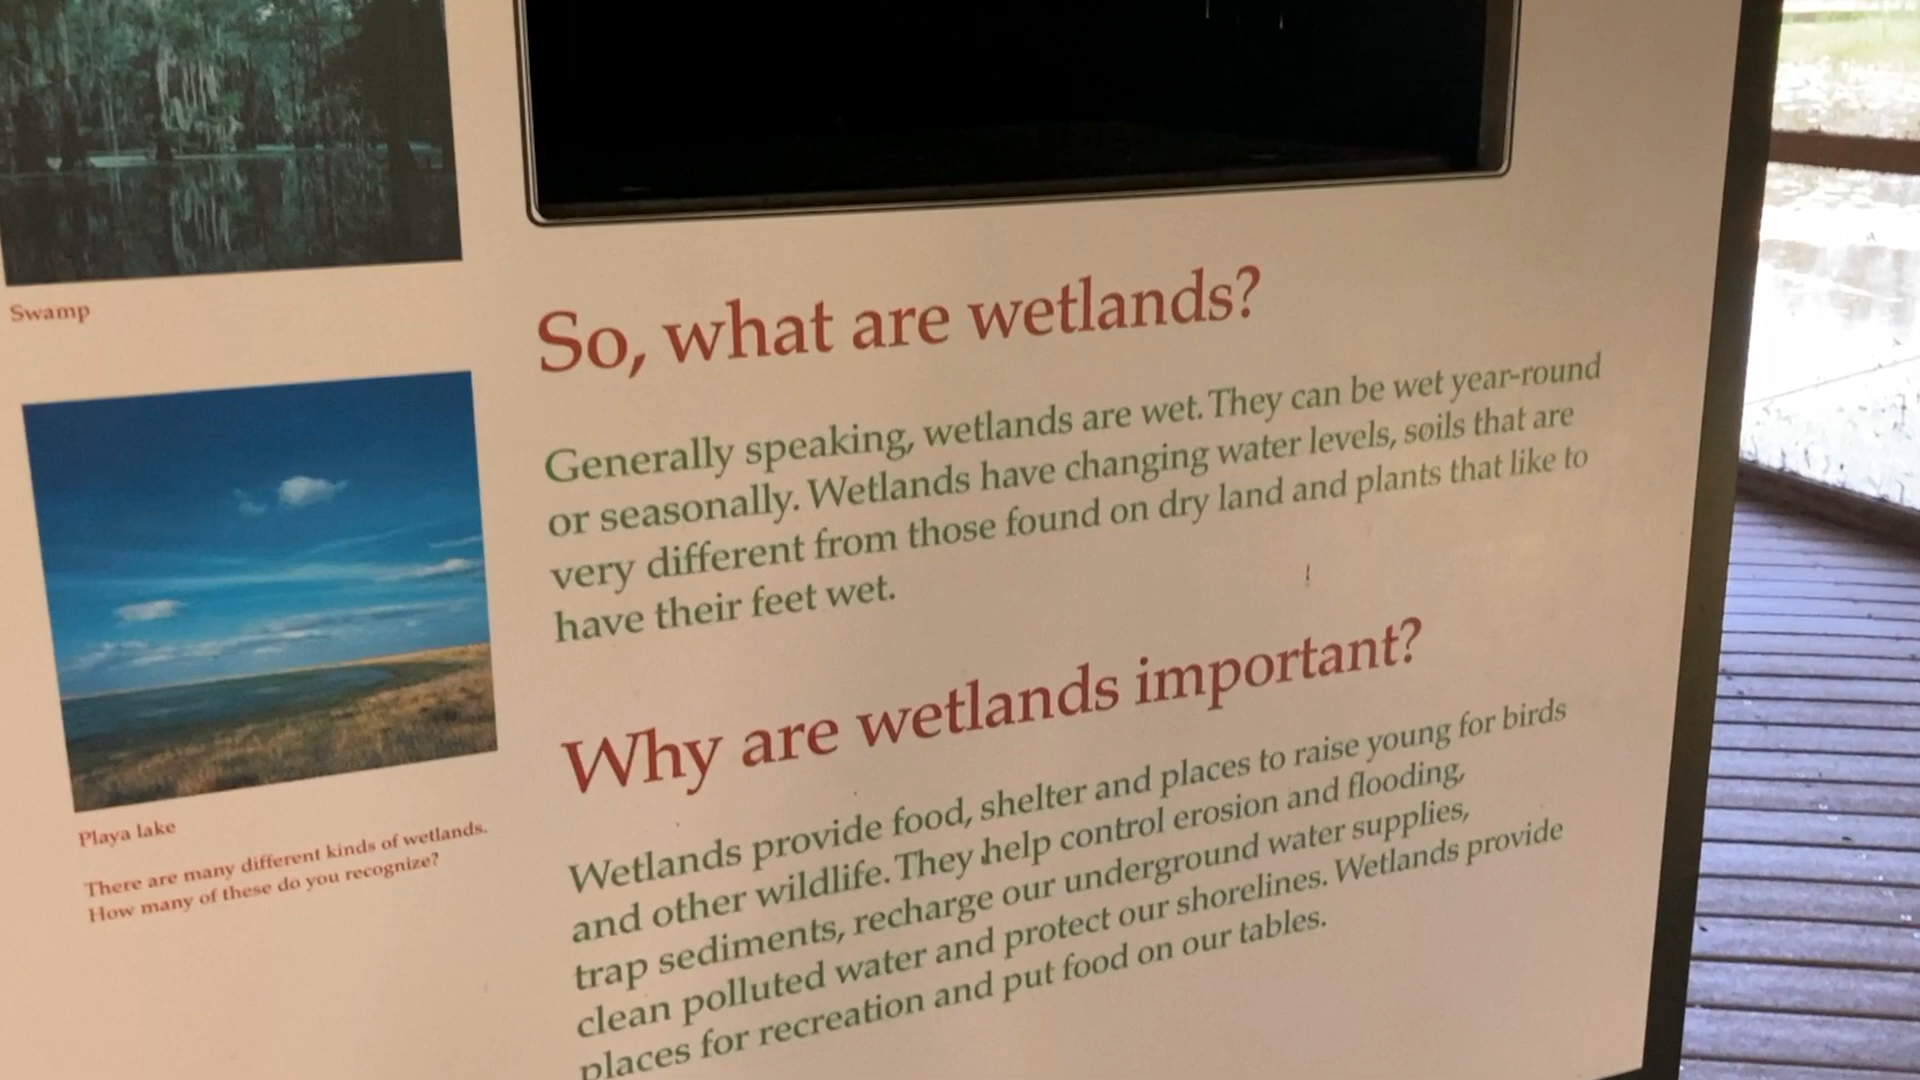 Swamp
Playa lake
There are many different kinds of wetlands.
How many of these do you recognize?
So, what are wetlands?
Generally speaking, wetlands are wet. They can be wet year-round
or seasonally. Wetlands have changing water levels, soils that are
very different from those found on dry land and plants that like to
have their feet wet.
Why are wetlands important?
Wetlands provide food, shelter and places to raise young for birds
and other wildlife. They help control erosion and flooding,
trap sediments, recharge our underground water supplies,
clean polluted water and protect our shorelines. Wetlands provide
places for recreation and put food on our tables.